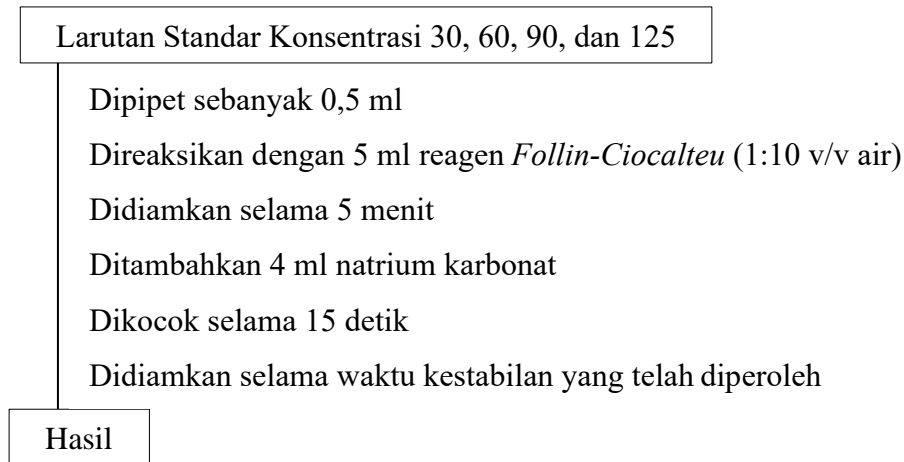 Larutan Standar Konsentrasi 30, 60, 90, dan 125
Dipipet sebanyak 0,5 ml
Direaksikan dengan 5 ml reagen Follin-Ciocalteu (1:10 v/v air)
Didiamkan selama 5 menit
Ditambahkan 4 ml natrium karbonat
Dikocok selama 15 detik
Didiamkan selama waktu kestabilan yang telah diperoleh
Hasil